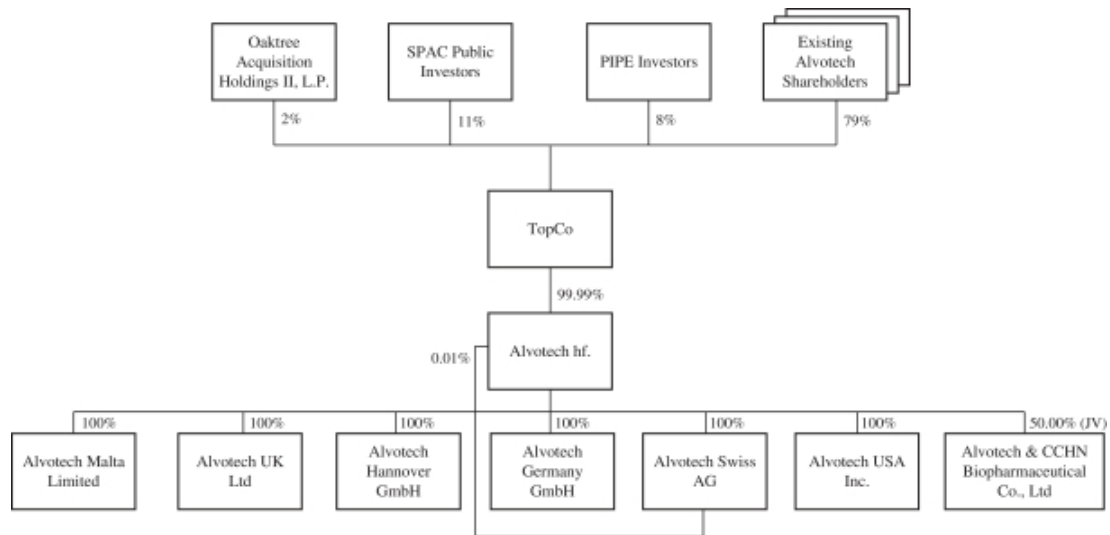 Oaktree
Acquisition
Holdings II, L.P.
SPAC Public
Investors
PIPE Investors
Existing
Alvotech
Shareholders
2%
11%
8%
79%
TopCo
99.99%
Alvotech hf.
0.01%
100%
100%
100%
100%
100%
100%
50.00% (JV)
Alvotech Malta
Limited
Alvotech UK
Ltd
Alvotech
Hannover
GmbH
Alvotech
Germany
GmbH
Alvotech Swiss
AG
Alvotech USA
Inc.
Alvotech & CCHN
Biopharmaceutical
Co., Ltd